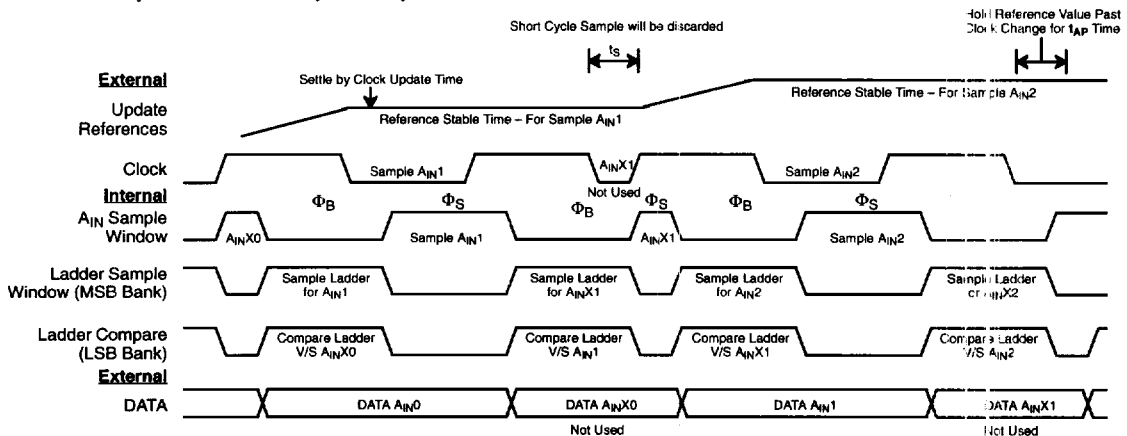 Short Cycle Sample will be discarded
Hold Reference Value Past
Clock Change for tAP Time
tS
External
Settle by Clock Update Time
Update
References
Reference Stable Time – For Sample AIN1
Reference Stable Time – For Sample AIN2
Clock
Sample AIN1
AINX1
Sample AIN2
Not Used
Internal
ΦB
ΦS
ΦB
ΦS
ΦB
ΦS
AIN Sample
Window
AINX0
Sample AIN1
AINX1
Sample AIN2
Ladder Sample
Window (MSB Bank)
Sample Ladder
for AIN1
Sample Ladder
for AINX1
Sample Ladder
for AIN2
Sample Ladder
or AINX2
Ladder Compare
(LSB Bank)
Compare Ladder
V/S AINX0
Compare Ladder
V/S AIN1
Compare Ladder
V/S AINX1
Compare Ladder
V/S AIN2
External
DATA
DATA AIN0
DATA AINX0
DATA AIN1
DATA AINX1
Not Used
Not Used